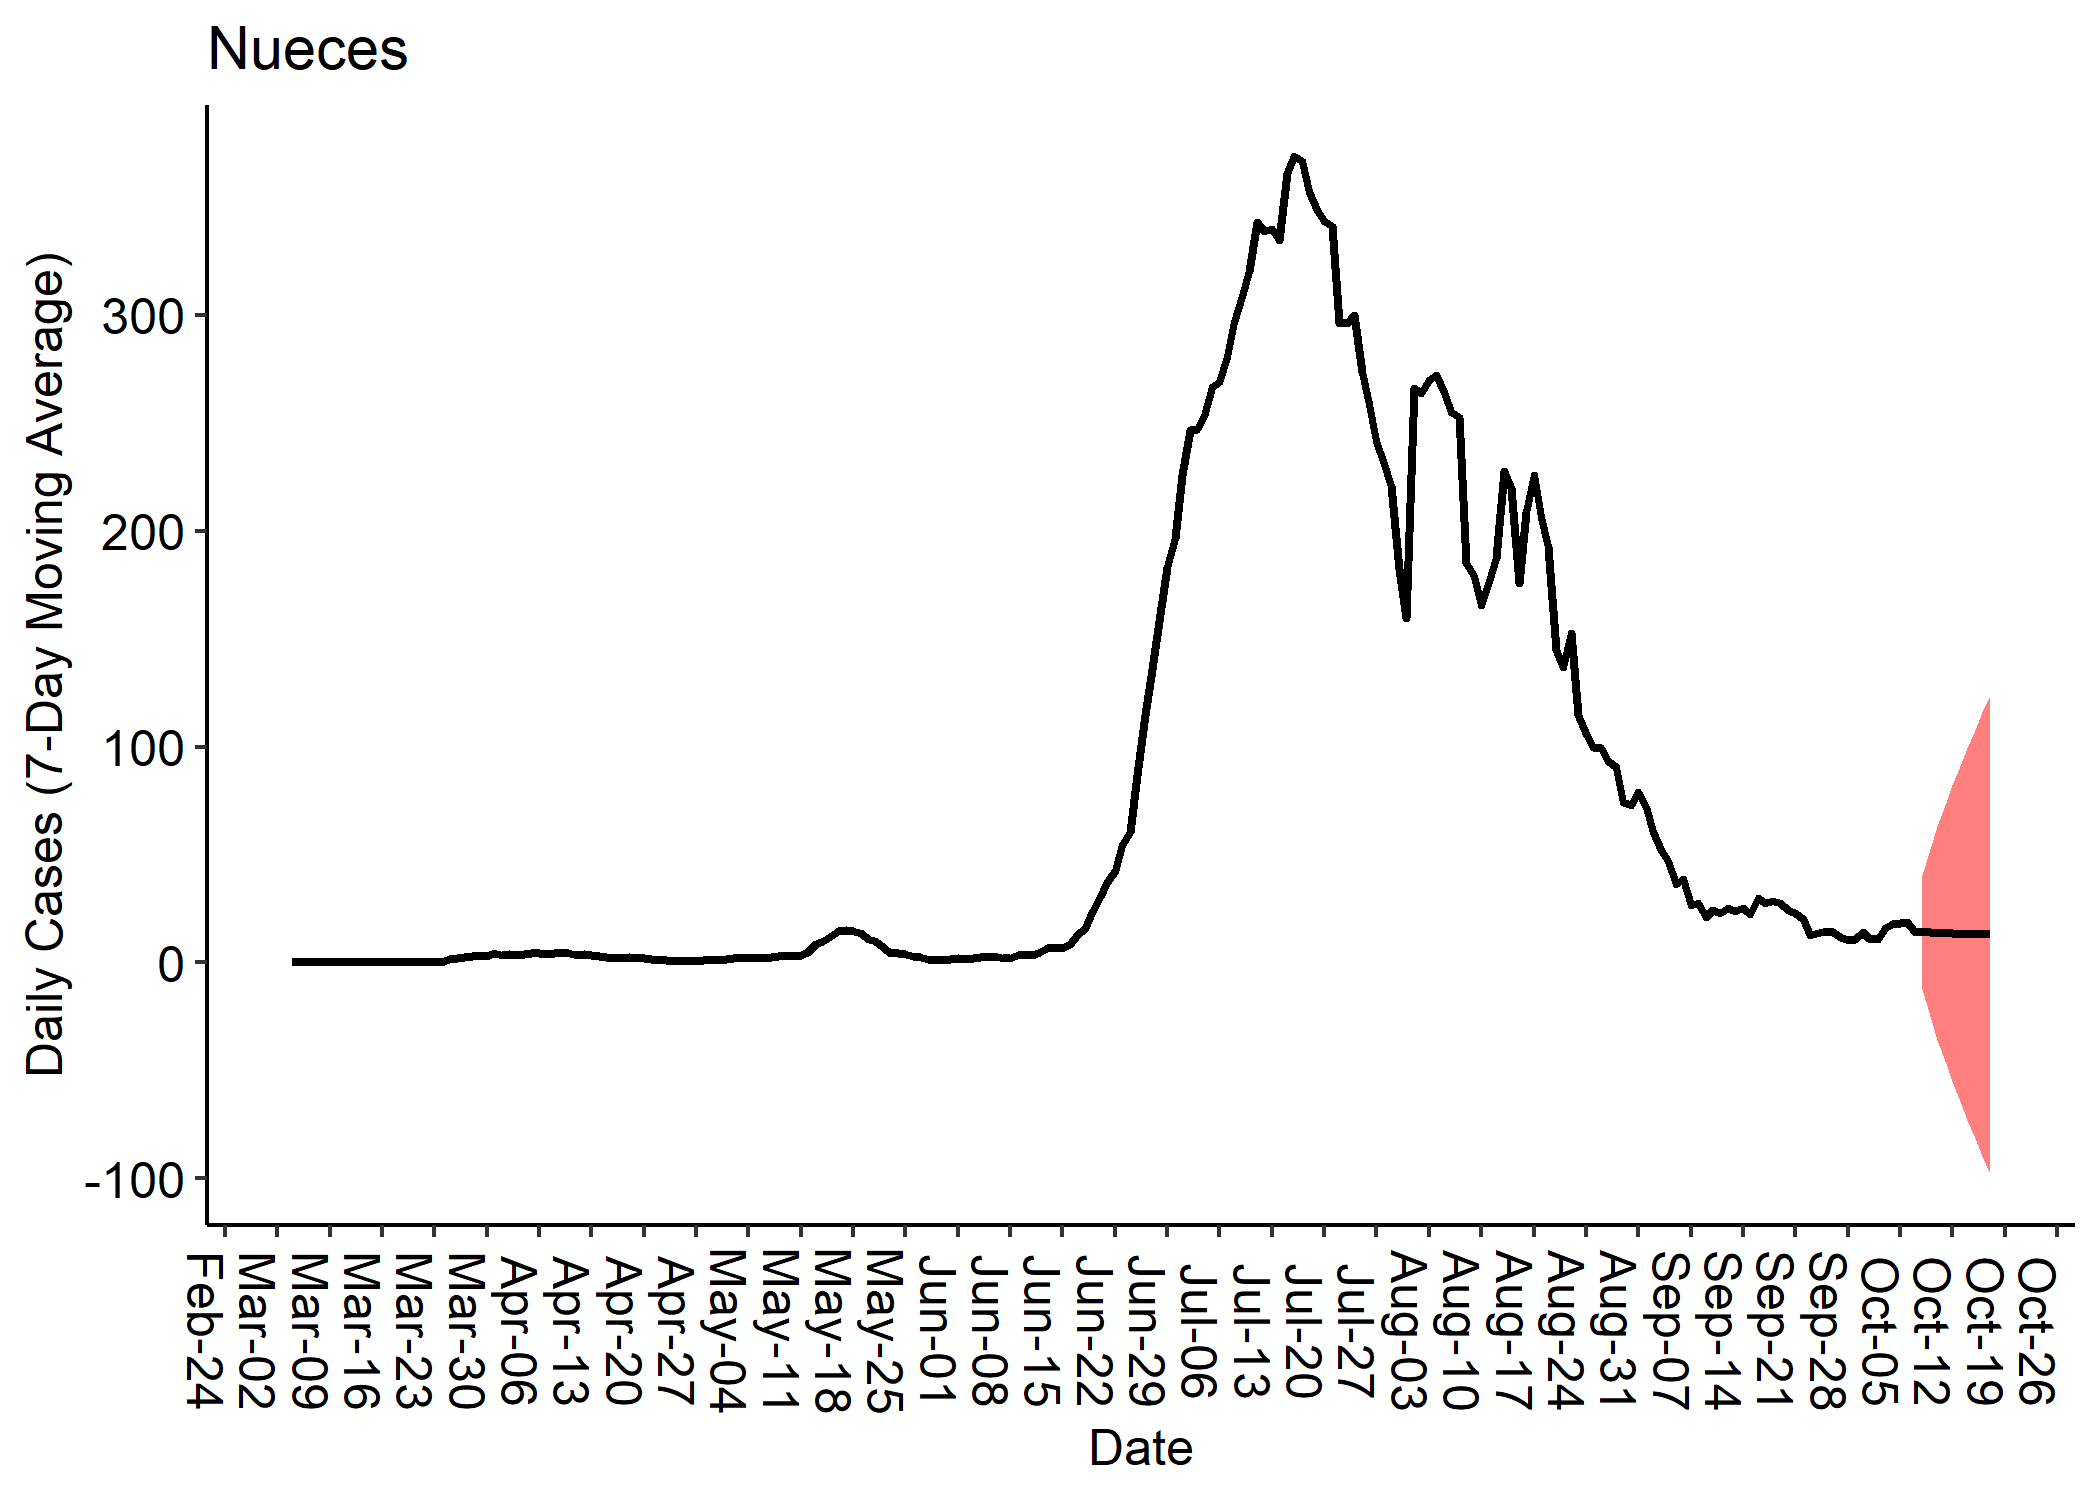 Nueces
Daily Cases (7-Day Moving Average)
300
200
100
0
-100
Feb-24
Mar-02
Mar-09
Mar-16
Mar-23
Mar-30
Apr-06
Apr-13
Apr-20
Apr-27
May-04
May-11
May-18
May-25
Jun-01
Jun-08
Jun-15
Jun-22
Jun-29
Jul-06
Jul-13
Jul-20
Jul-27
Aug-03
Aug-10
Aug-17
Aug-24
Aug-31
Sep-07
Sep-14
Sep-21
Sep-28
Oct-05
Oct-12
Oct-19
Oct-26
Date